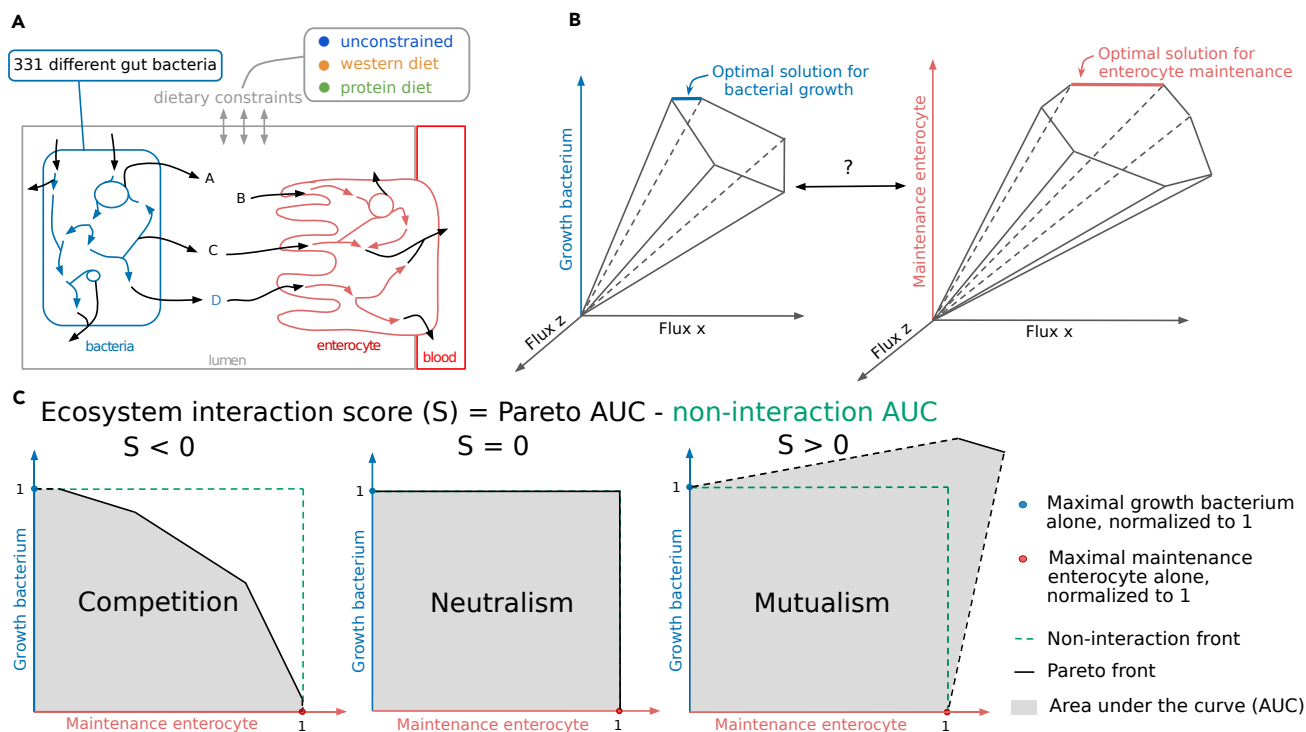 A
331 different gut bacteria
dietary constraints
unconstrained
western diet
protein diet
A
B
C
D
bacteria
lumen
enterocyte
blood
B
Growth bacterium
Optimal solution for
bacterial growth
Flux x
Flux z
?
Maintenance enterocyte
Optimal solution for
enterocyte maintenance
Flux x
Flux z
C
Ecosystem interaction score (S) = Pareto AUC - non-interaction AUC
S < 0
1
Growth bacterium
Competition
Maintenance enterocyte
1
S = 0
1
Growth bacterium
Neutralism
Maintenance enterocyte
1
S > 0
1
Growth bacterium
Mutualism
Maintenance enterocyte
1
Maximal growth bacterium
alone, normalized to 1
Maximal maintenance
enterocyte alone,
normalized to 1
Non-interaction front
Pareto front
Area under the curve (AUC)